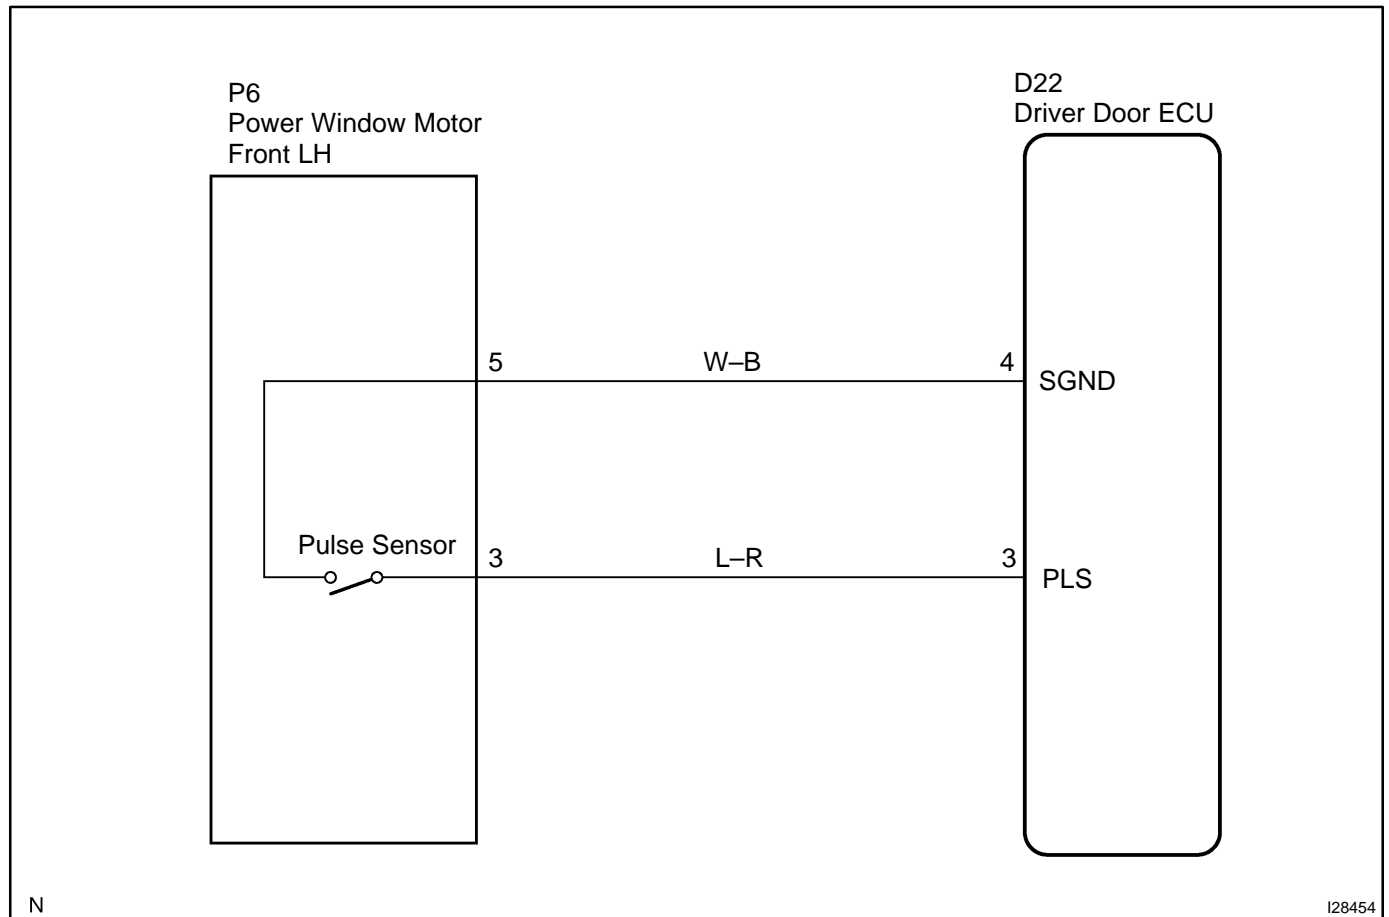 P6
Power Window Motor
Front LH
D22
Driver Door ECU
5
W–B
4
SGND
Pulse Sensor
3
L–R
3
PLS
N
I28454